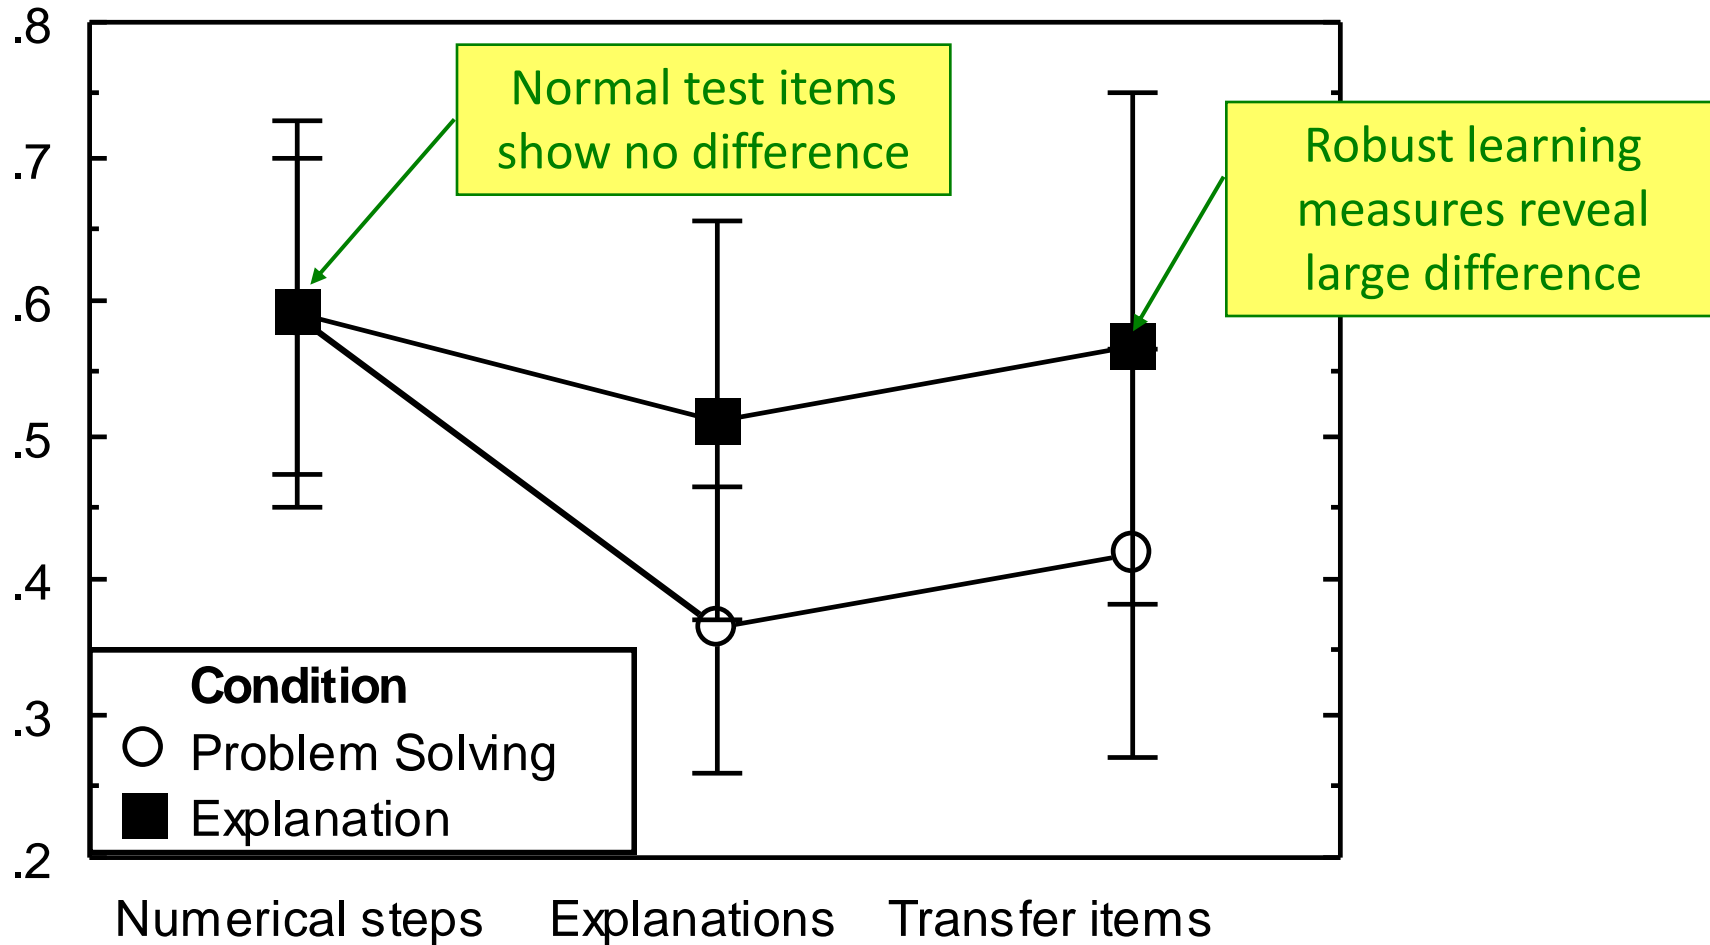 .8
Normal test items
show no difference
Robust learning
measures reveal
large difference
.7
.6
.5
.4
.3
.2
Condition
Problem Solving
Explanation
Numerical steps
Explanations
Transfer items